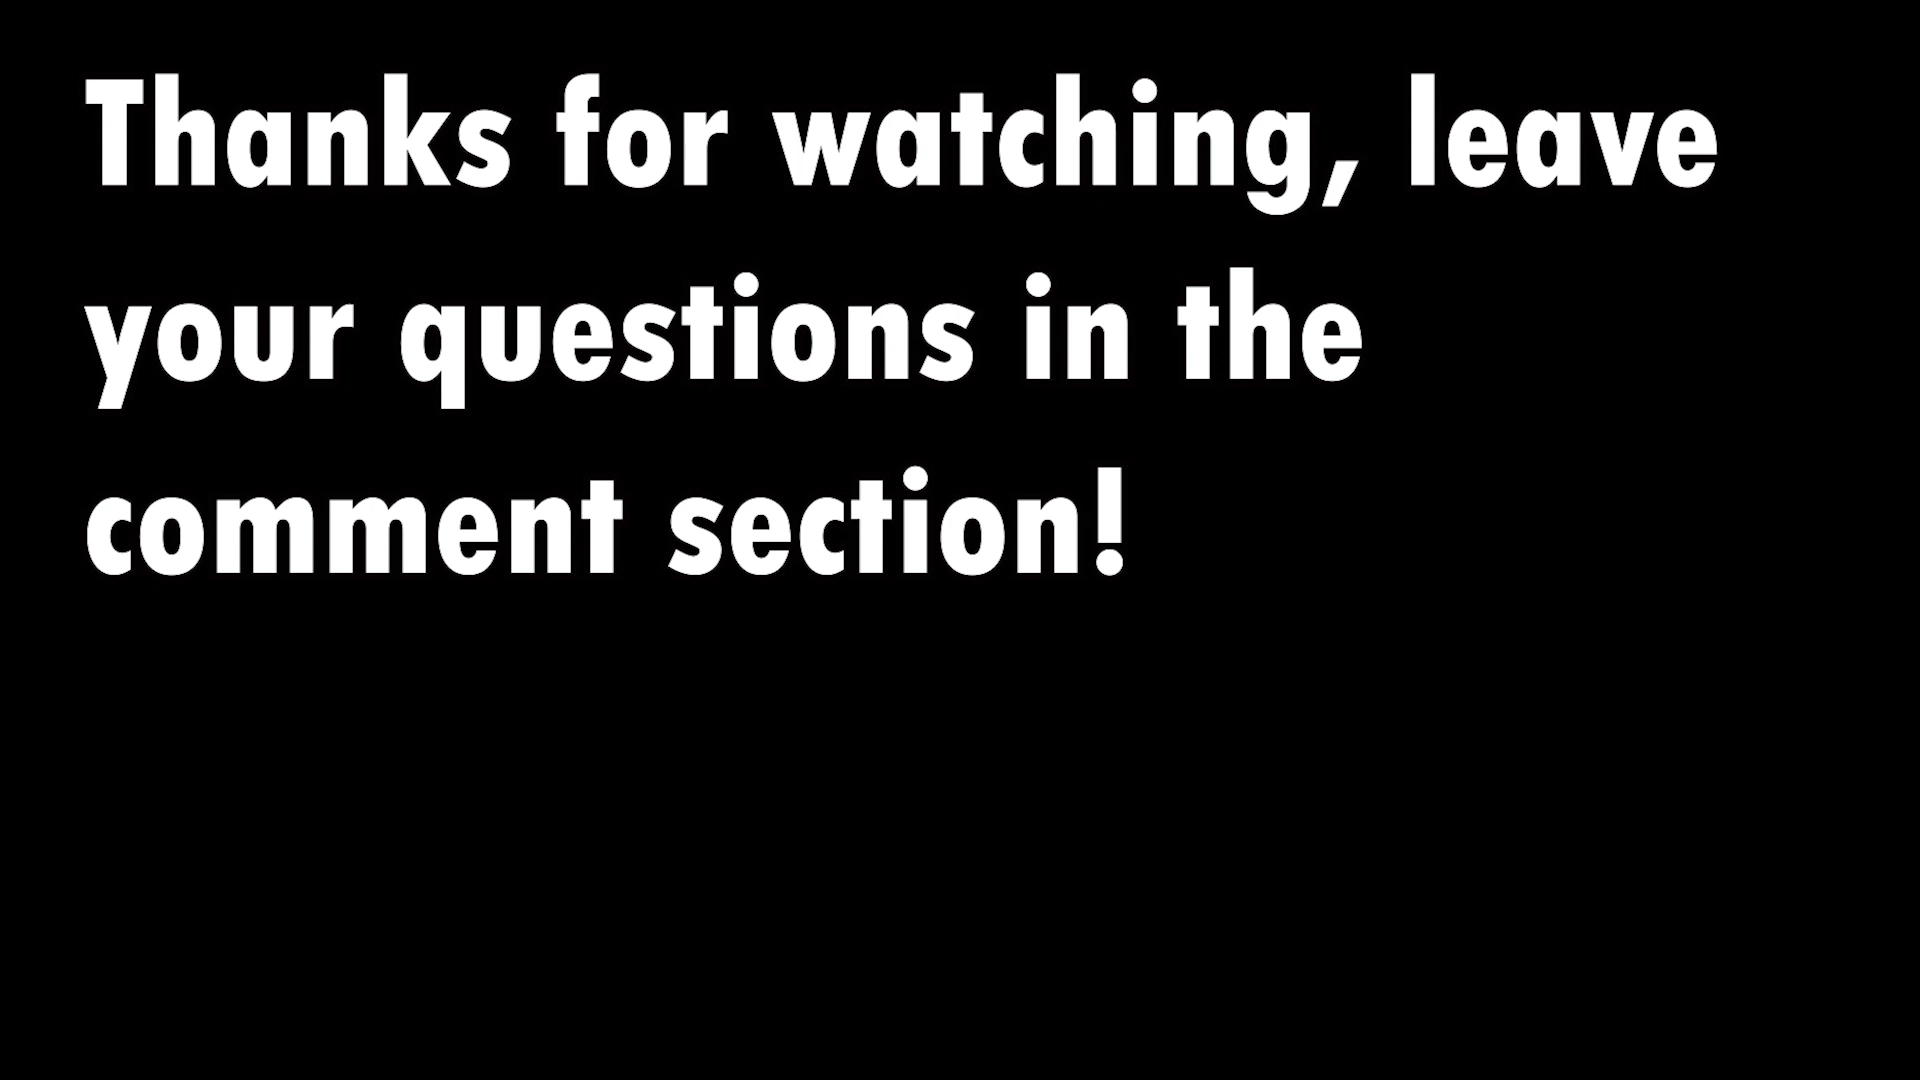 Thanks for watching, leave
your questions in the
comment section!